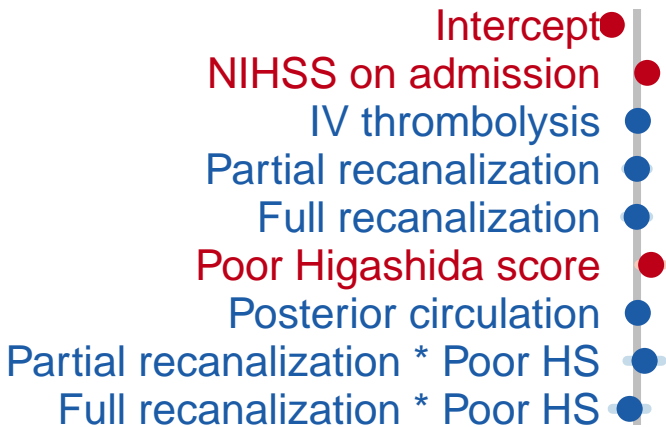 Intercept
NIHSS on admission
IV thrombolysis
Partial recanalization
Full recanalization
Poor Higashida score
Posterior circulation
Partial recanalization * Poor HS
Full recanalization * Poor HS